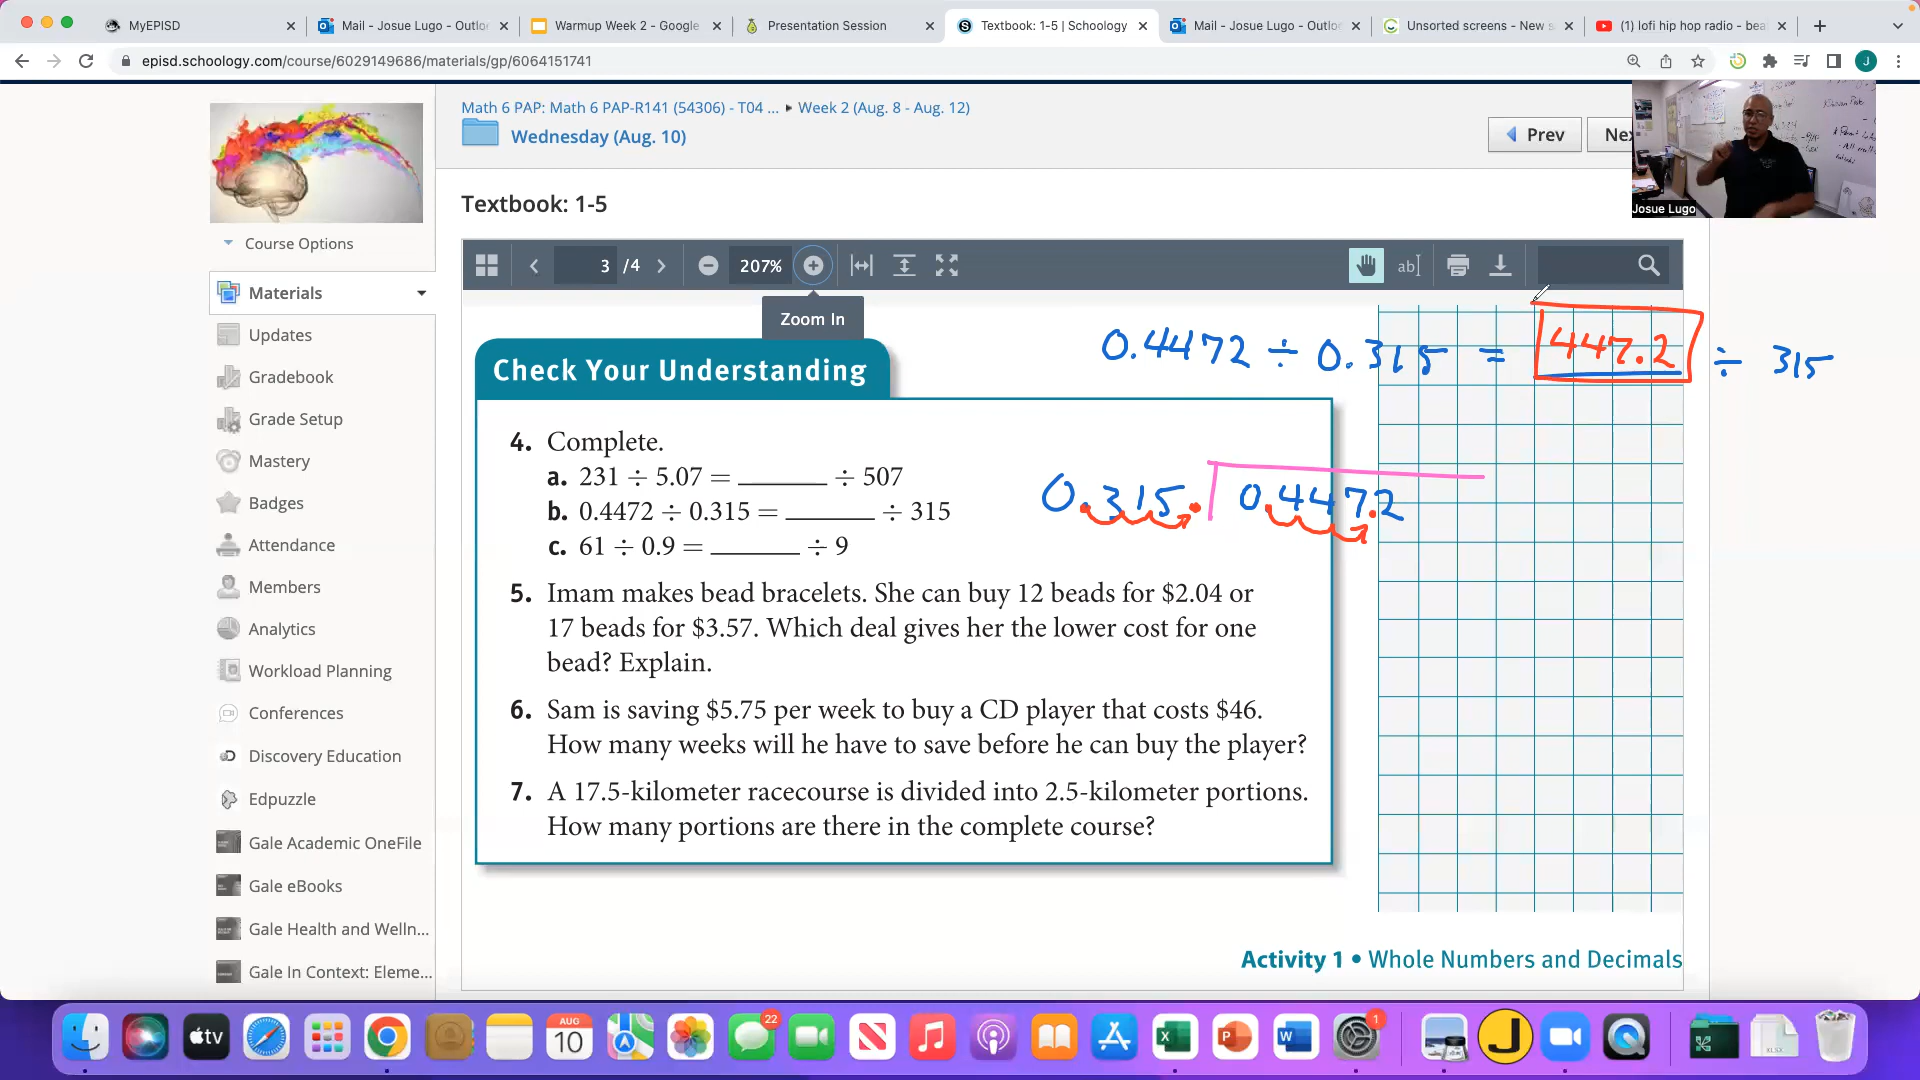 MyEPISD
Mail - Josue Lugo - Outlo
Warmup Week 2 - Google
Presentation Session
Textbook: 1-5 | Schoology
Mail - Josue Lugo - Outlo
Unsorted screens - New s
(1) lofi hip hop radio - bea
episd.schoology.com/course/6029149686/materials/gp/6064151741
J
Math 6 PAP: Math 6 PAP-R141 (54306) - T04 ... Week 2 (Aug. 8 - Aug. 12)
Wednesday (Aug. 10)
Prev
Nex
Josue Lugo
Textbook: 1-5
Course Options
Materials
Updates
Gradebook
Grade Setup
Mastery
Badges
Attendance
Members
Analytics
Workload Planning
Conferences
Discovery Education
Edpuzzle
Gale Academic OneFile
Gale eBooks
Gale Health and Welln...
Gale In Context: Eleme...
3 /4
207%
ab
Zoom In
0.4472 ÷ 0.315 = 447.2 ÷ 315
Check Your Understanding
4. Complete.
a. 231 ÷ 5.07 = ______ ÷ 507
b. 0.4472 ÷ 0.315 = ______ ÷ 315
c. 61 ÷ 0.9 = ______ ÷ 9
0.315. 0.447.2
5. Imam makes bead bracelets. She can buy 12 beads for $2.04 or
17 beads for $3.57. Which deal gives her the lower cost for one
bead? Explain.
6. Sam is saving $5.75 per week to buy a CD player that costs $46.
How many weeks will he have to save before he can buy the player?
7. A 17.5-kilometer racecourse is divided into 2.5-kilometer portions.
How many portions are there in the complete course?
Activity 1 • Whole Numbers and Decimals
tv
AUG
10
22
X
P
W
1
J
XLSX